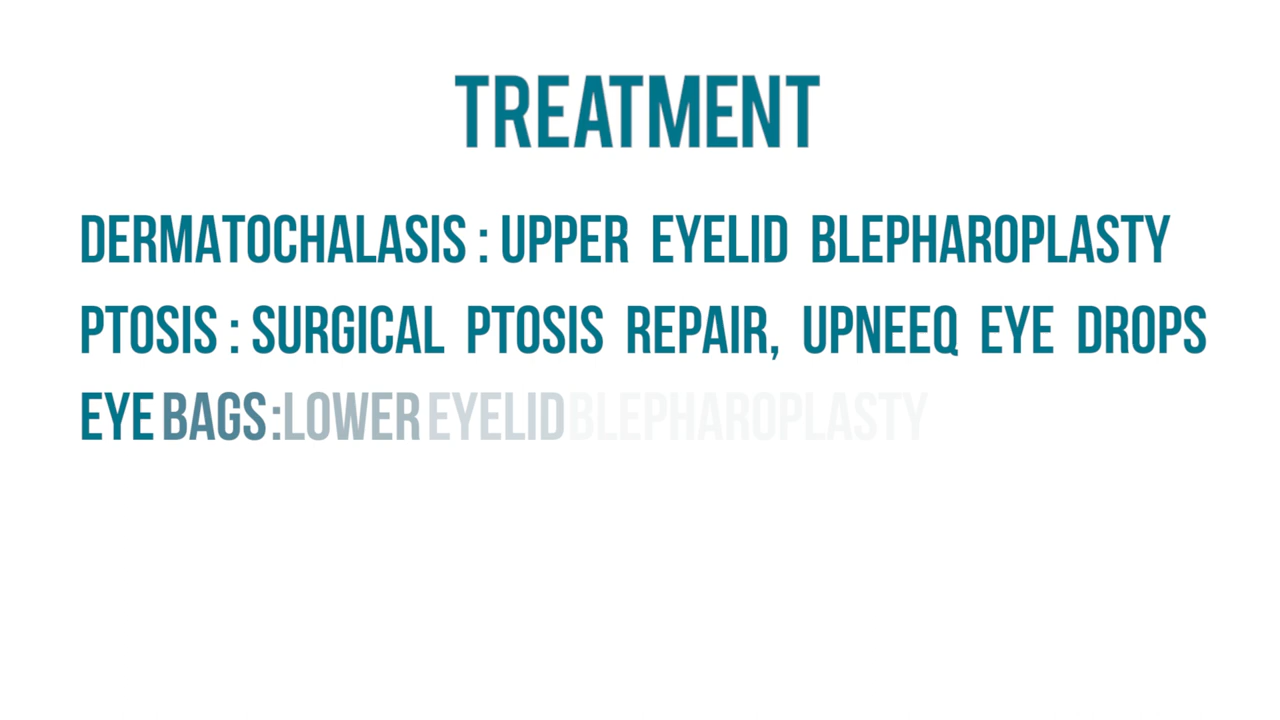 TREATMENT
DERMATOCHALASIS : UPPER EYELID BLEPHAROPLASTY
PTOSIS : SURGICAL PTOSIS REPAIR, UPNEEQ EYE DROPS
EYE BAGS : LOWER EYELID BLEPHAROPLASTY